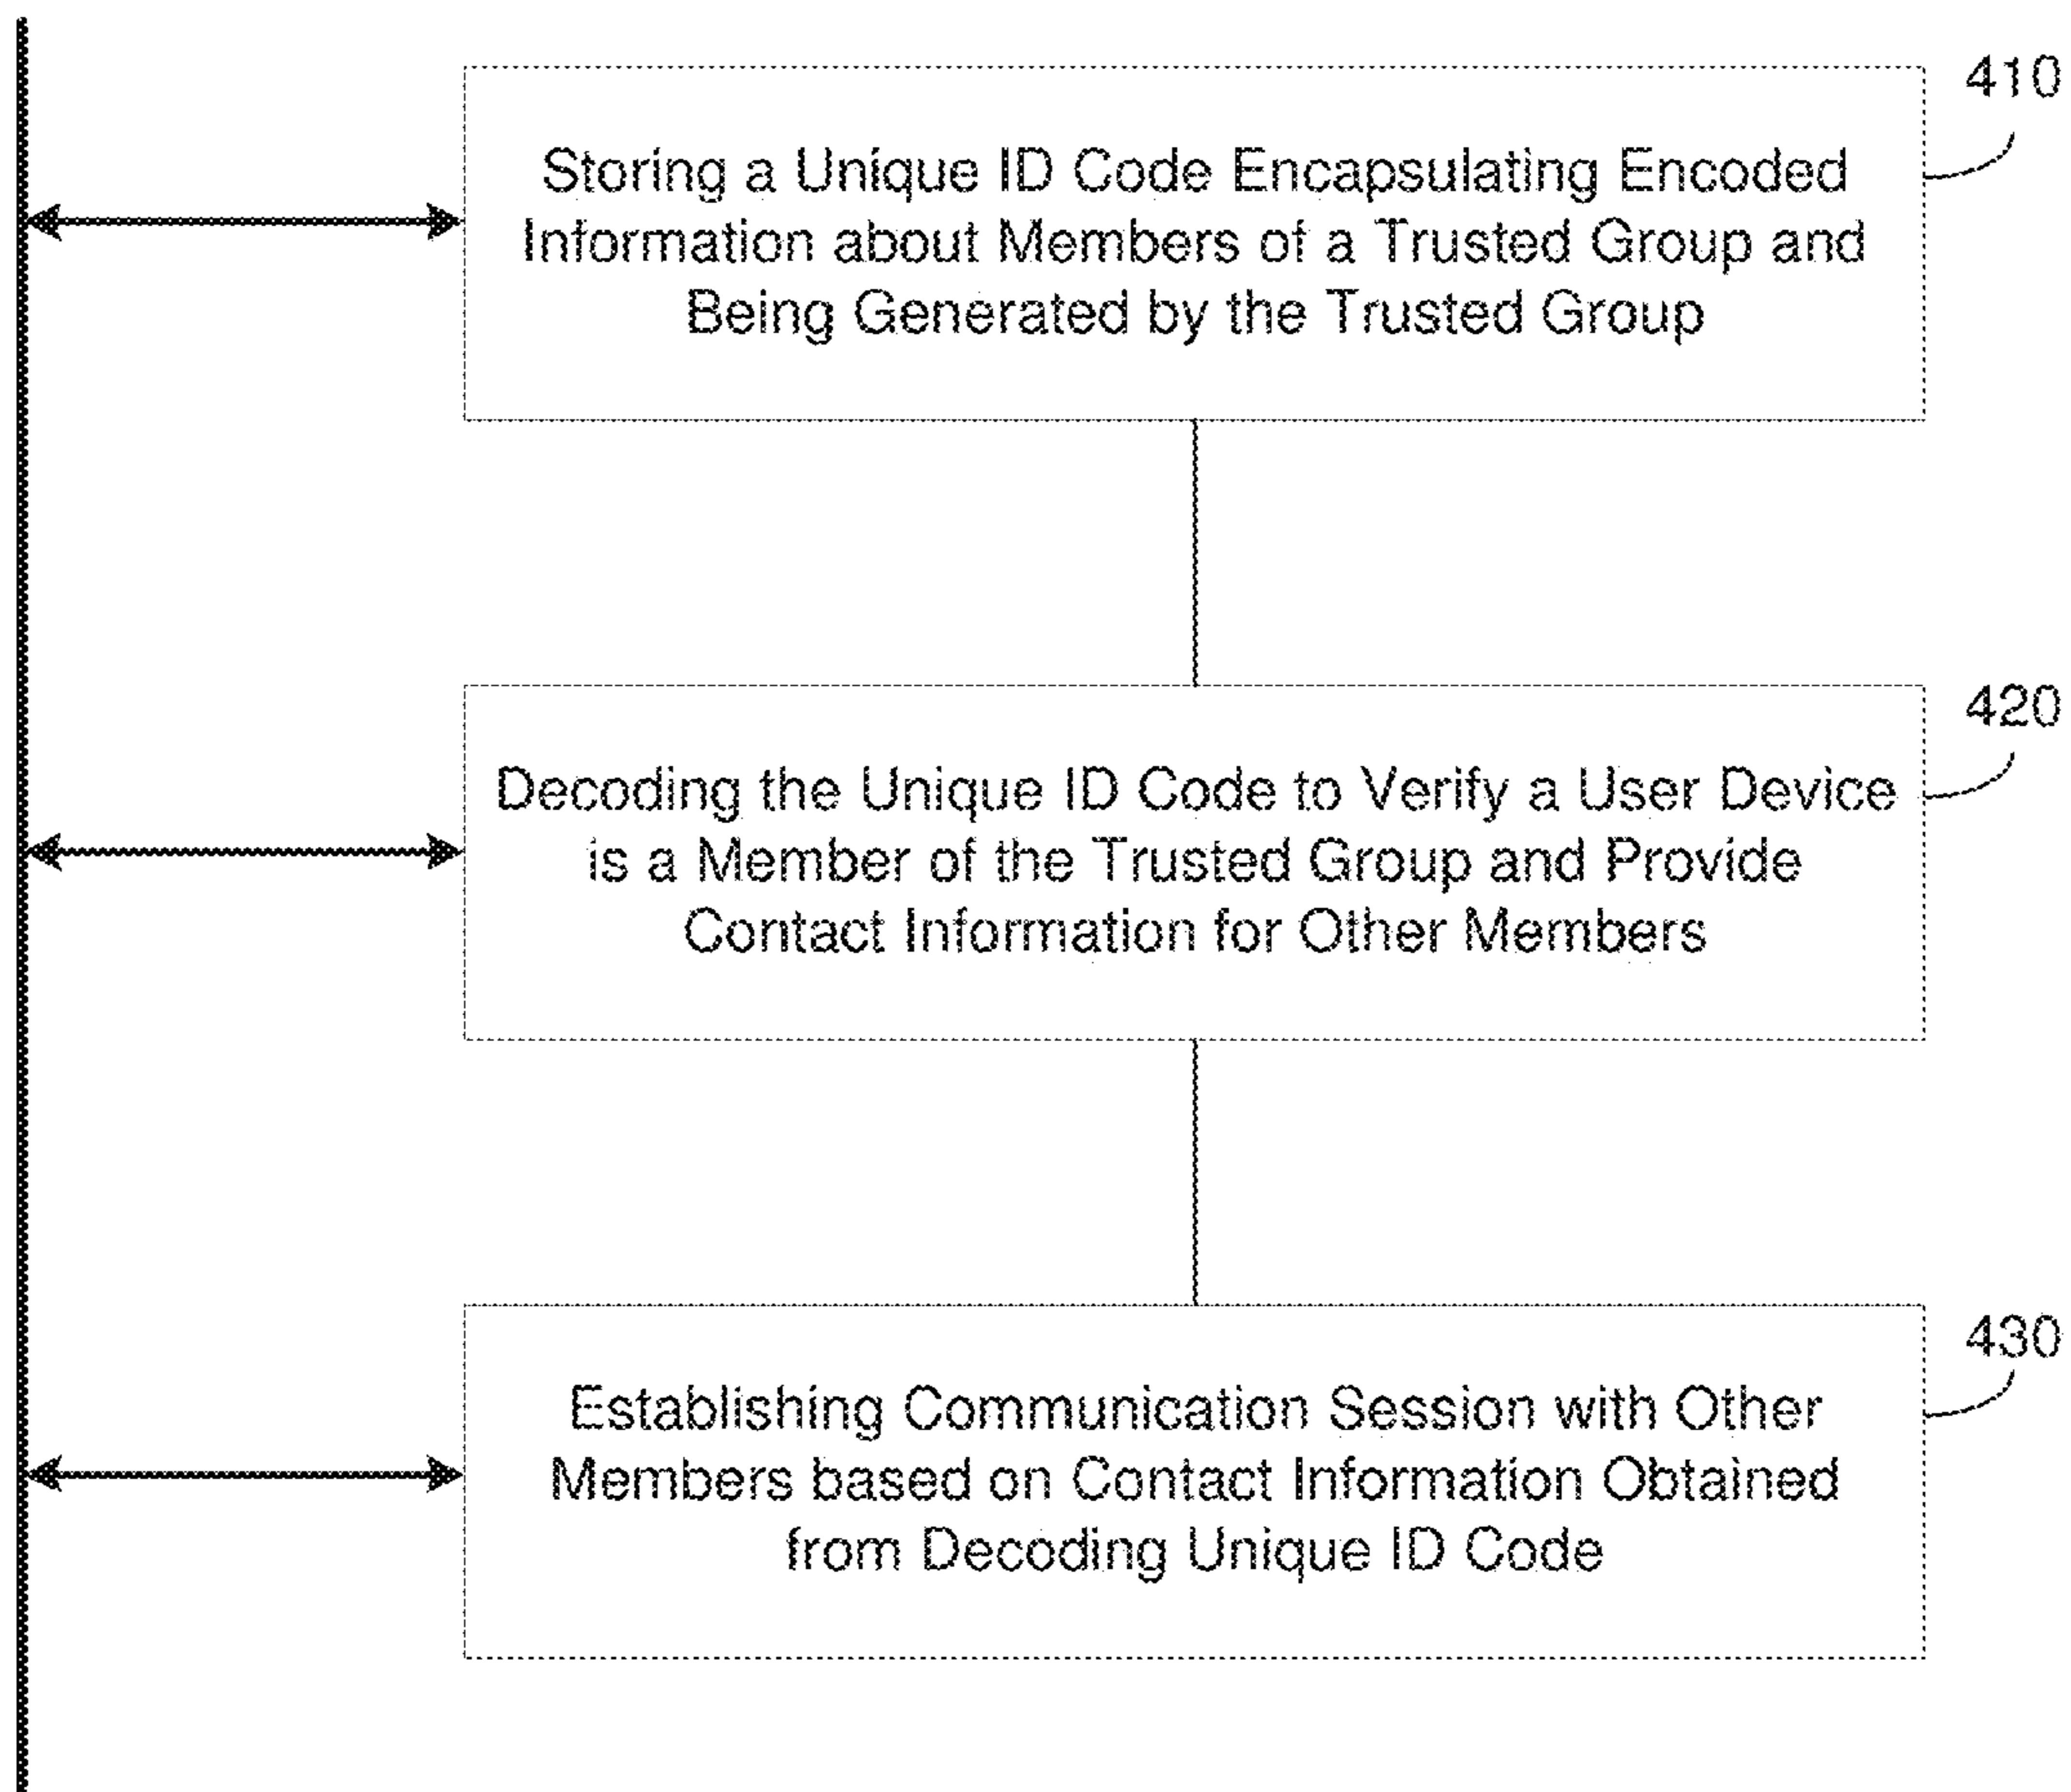 410
Storing a Unique ID Code Encapsulating Encoded
Information about Members of a Trusted Group and
Being Generated by the Trusted Group
420
Decoding the Unique ID Code to Verify a User Device
is a Member of the Trusted Group and Provide
Contact Information for Other Members
430
Establishing Communication Session with Other
Members based on Contact Information Obtained
from Decoding Unique ID Code